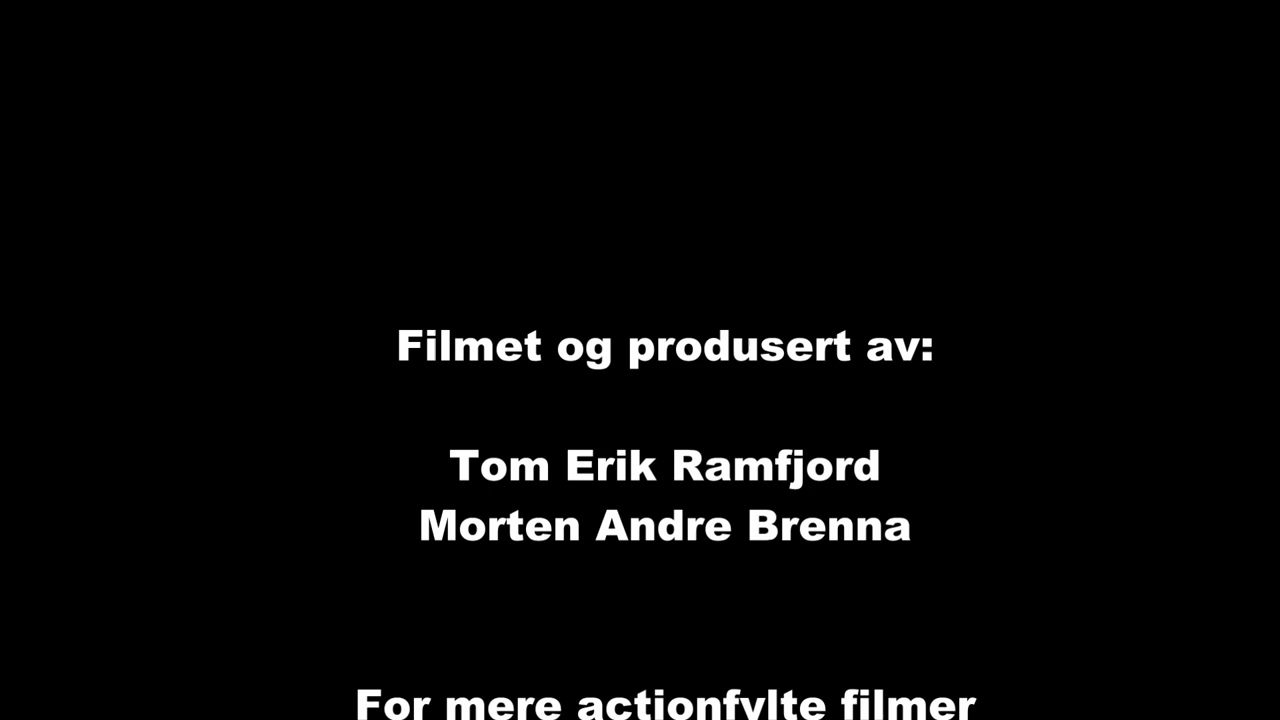 Filmet og produsert av:
Tom Erik Ramfjord
Morten Andre Brenna
For mere actionfylte filmer